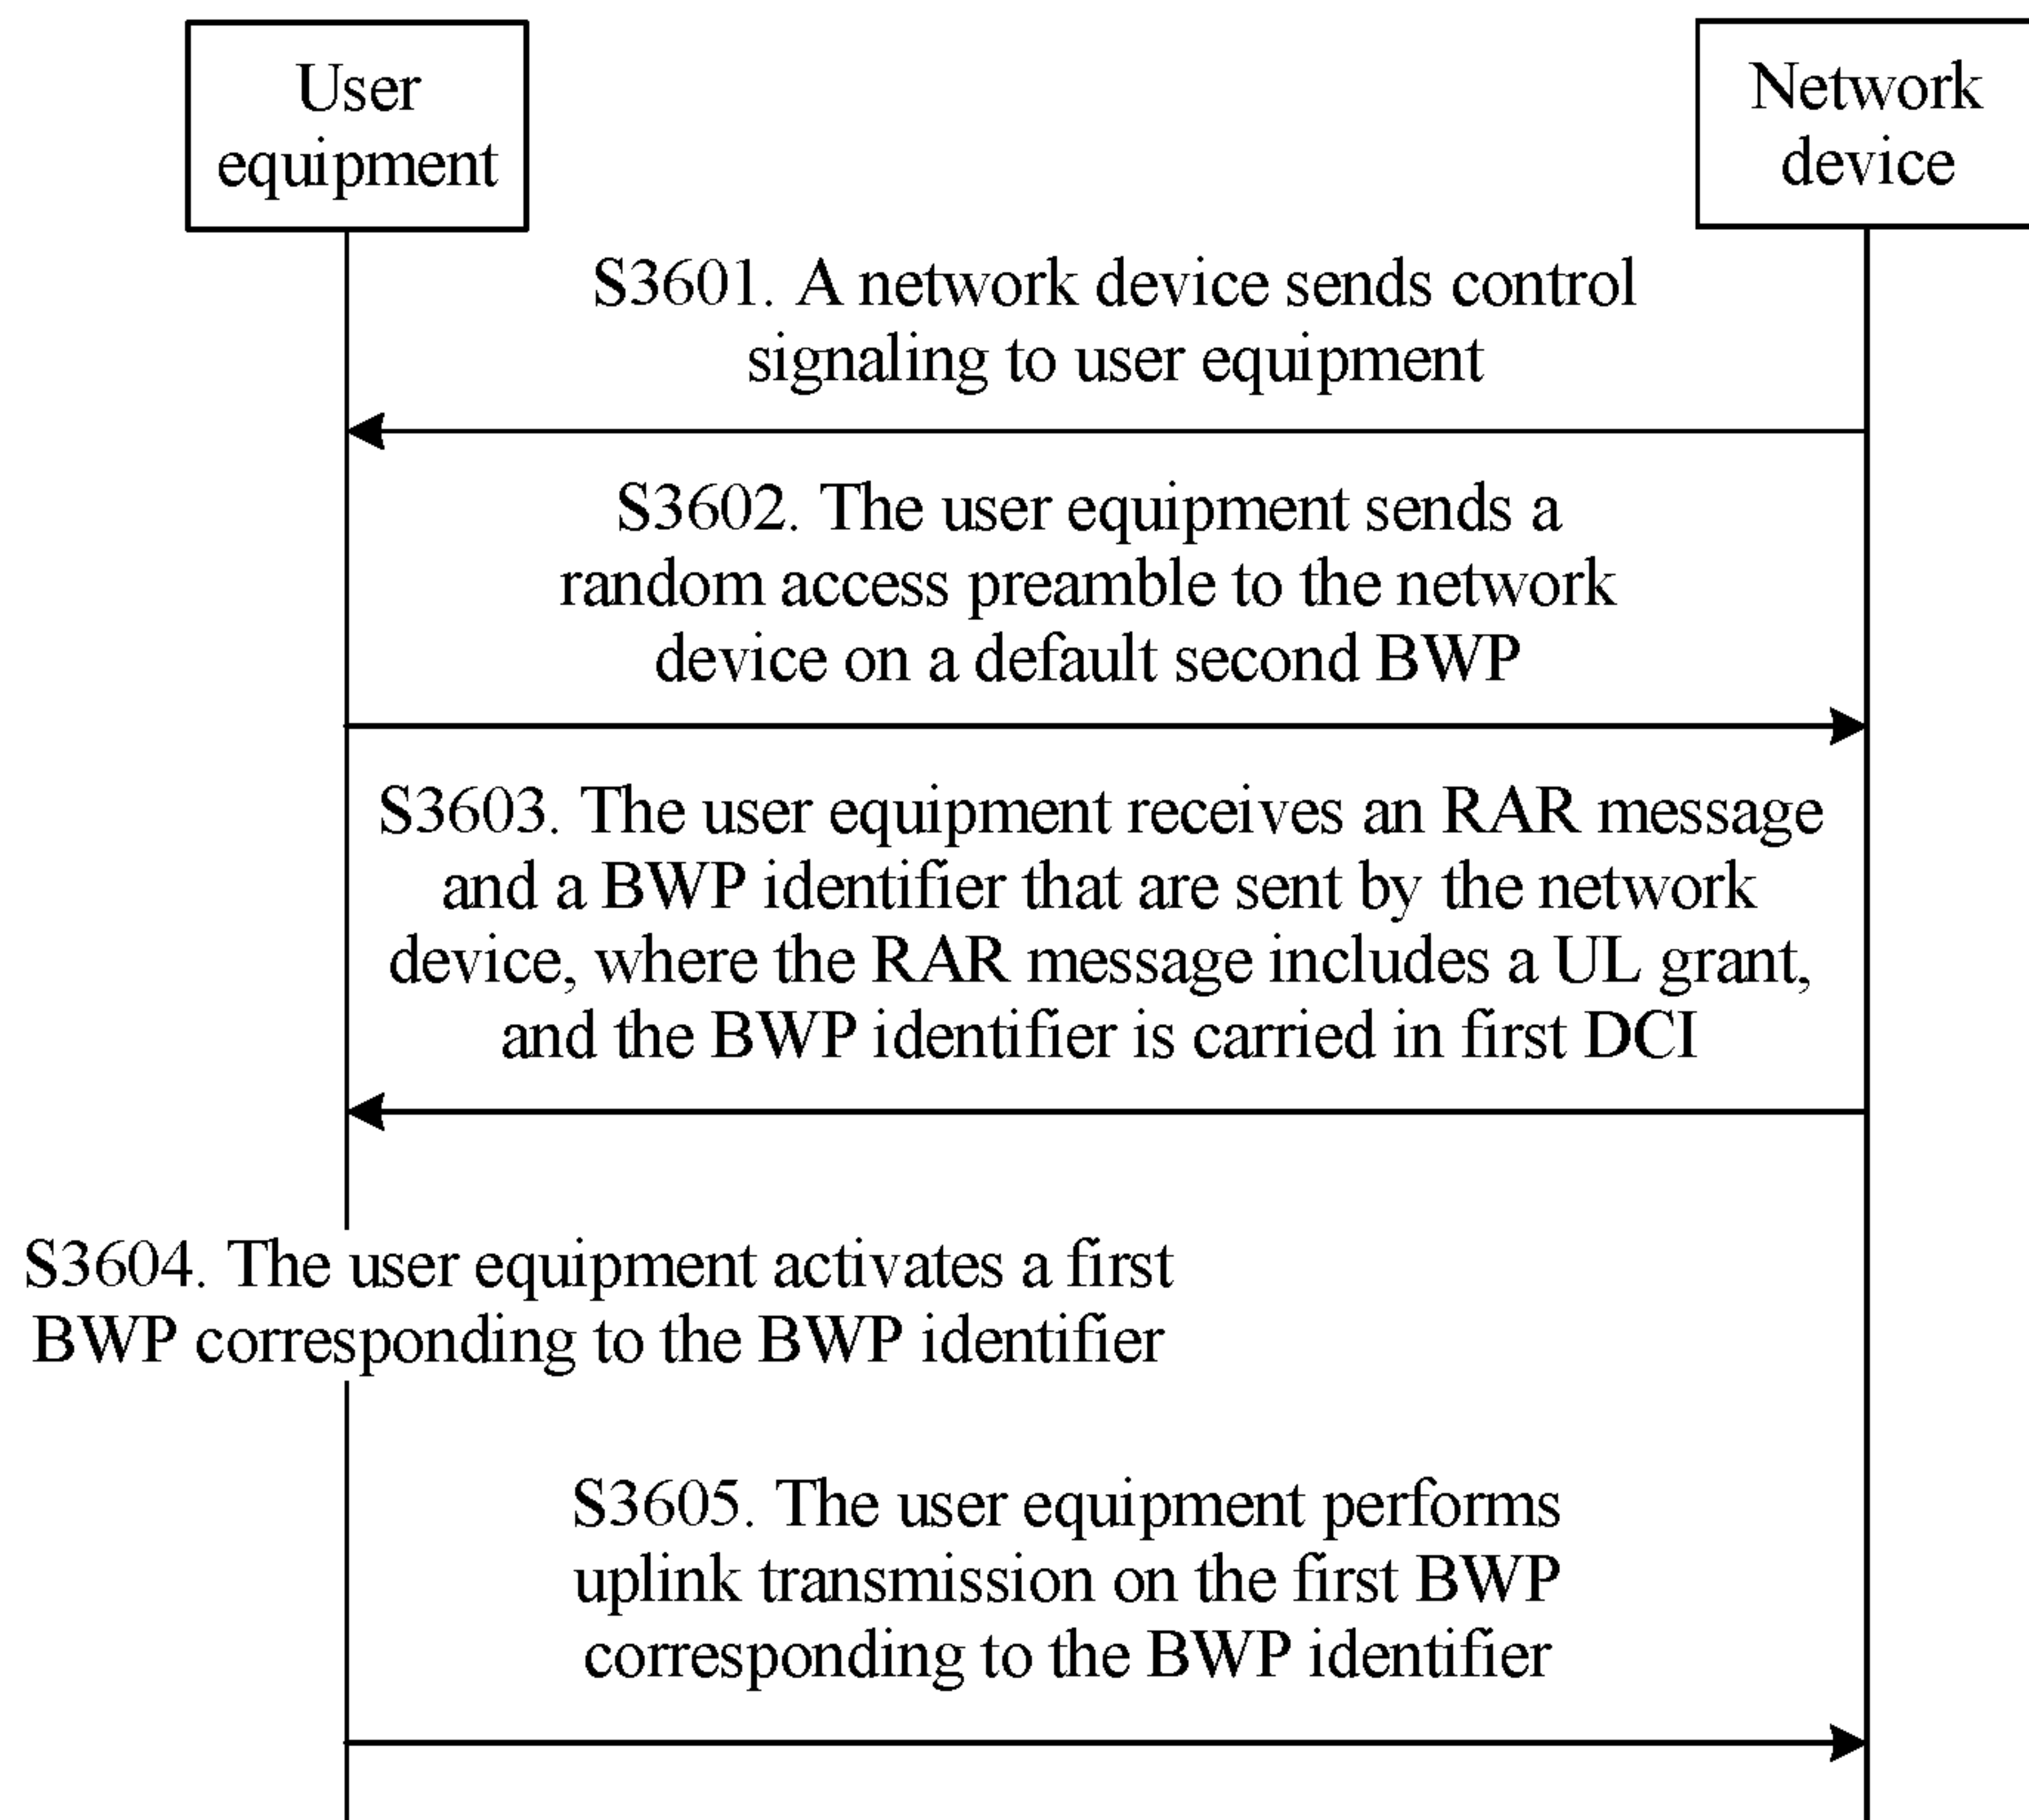 User
equipment
Network
device
S3601. A network device sends control
signaling to user equipment
S3602. The user equipment sends a
random access preamble to the network
device on a default second BWP
S3603. The user equipment receives an RAR message
and a BWP identifier that are sent by the network
device, where the RAR message includes a UL grant,
and the BWP identifier is carried in first DCI
S3604. The user equipment activates a first
BWP corresponding to the BWP identifier
S3605. The user equipment performs
uplink transmission on the first BWP
corresponding to the BWP identifier